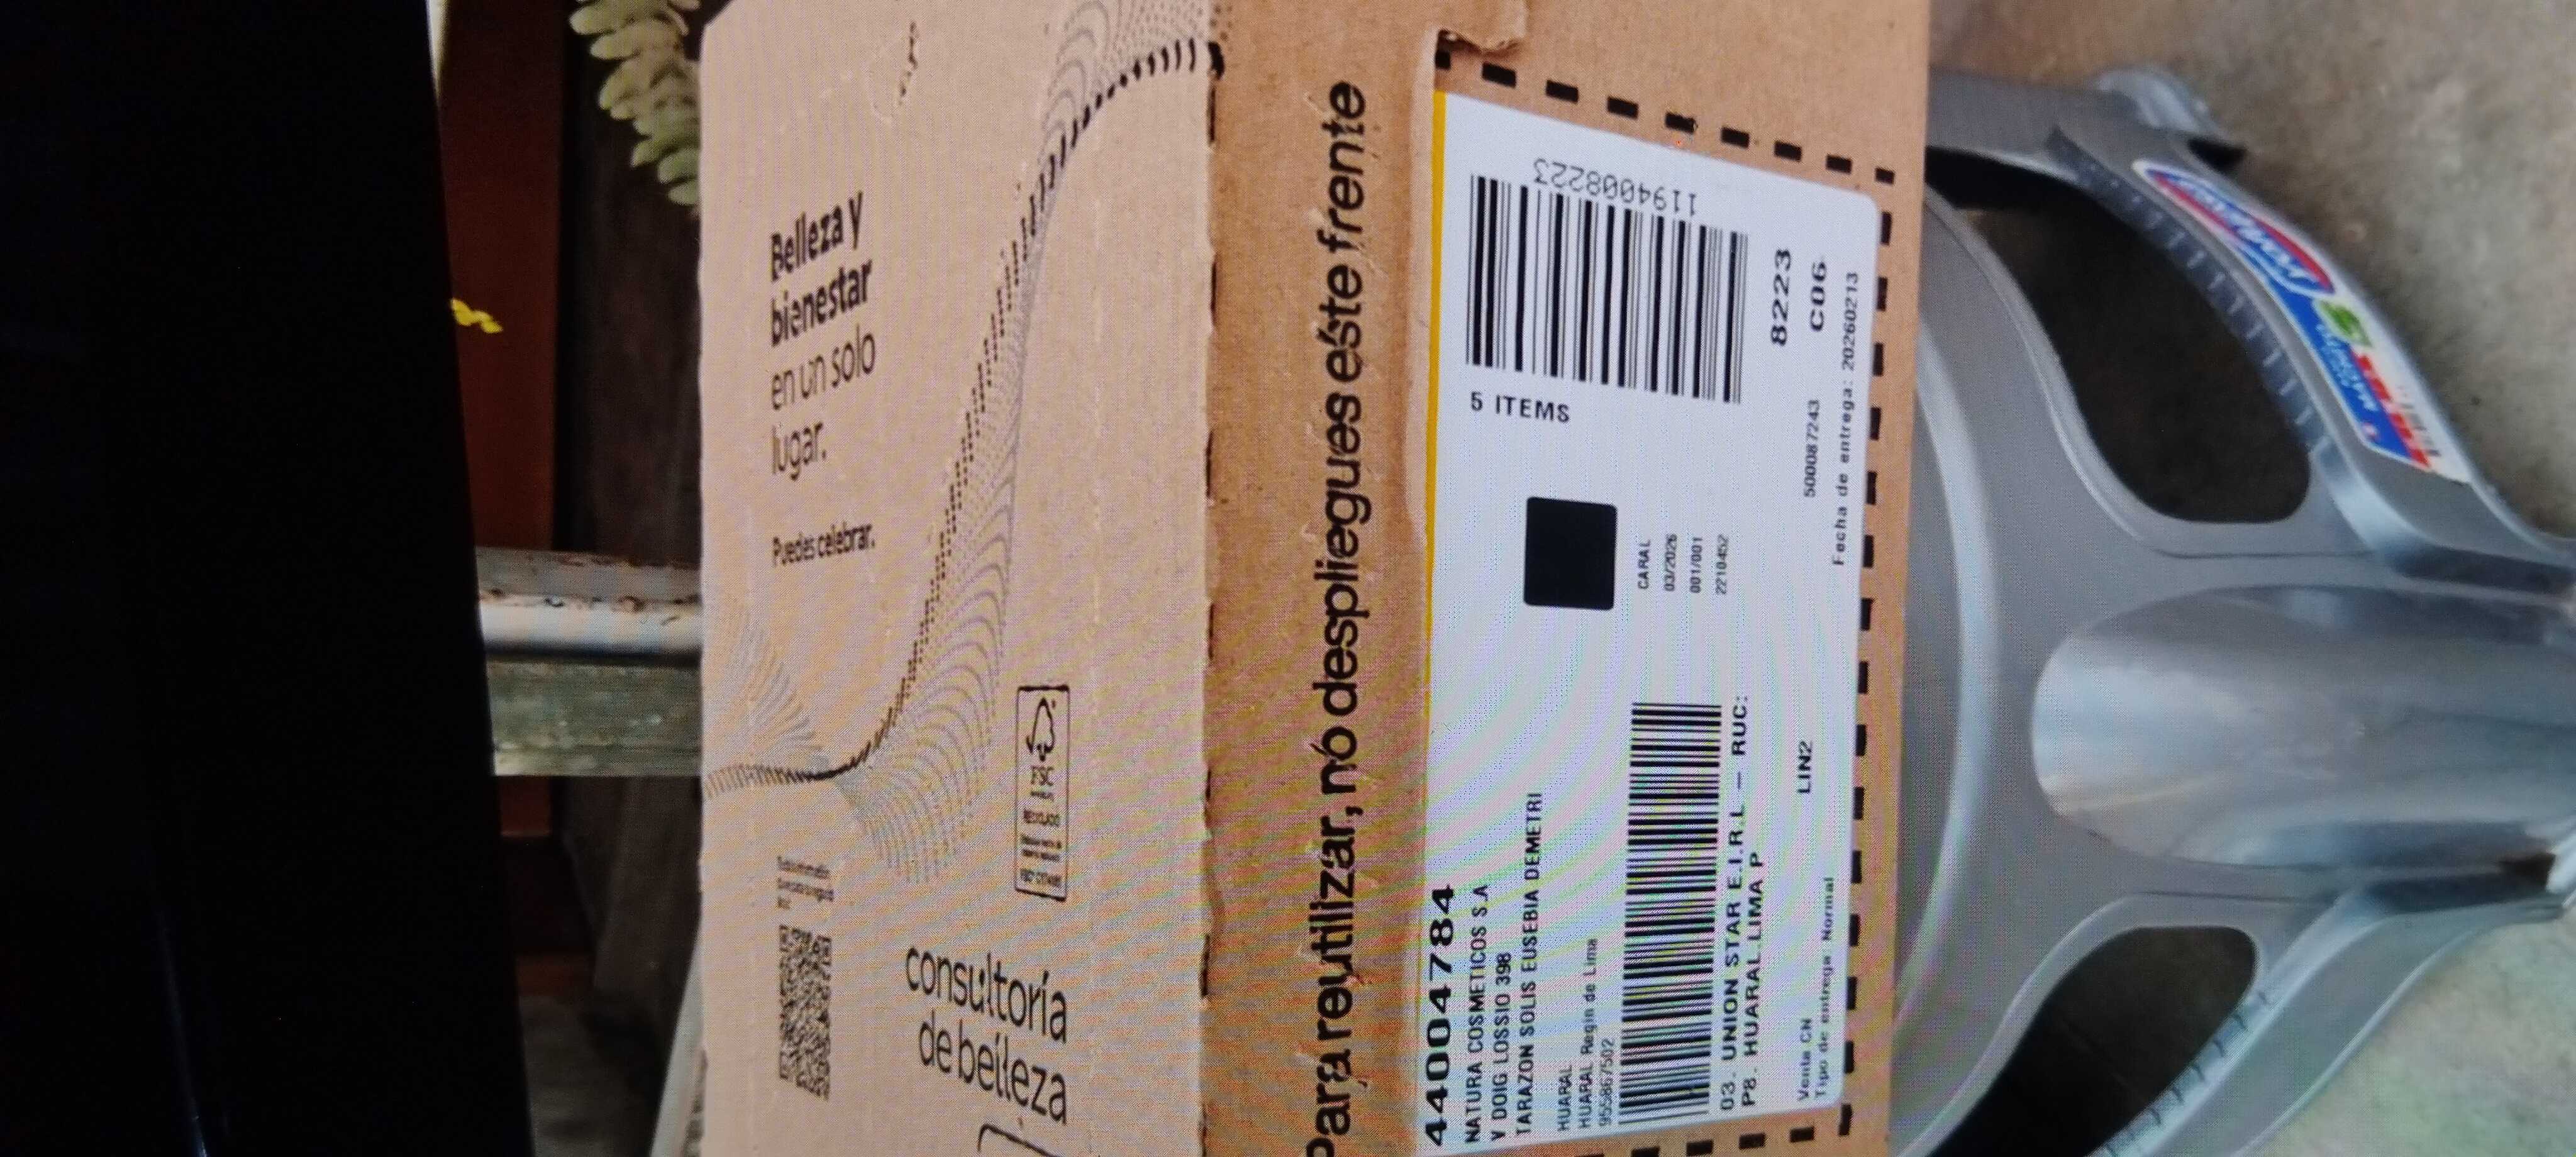 Belleza y
bienestar
en un solo
lugar.
Puedes celebrar.
FSC
RECICLADO
consultoría
de belleza
Para reutilizar, no despliegues este frente
44004784
NATURA COSMETICOS S.A
V DOIG LOSSIO 398
TARAZON SOLIS EUSEBIA DEMETRI
HUARAL
HUARAL Regin de Lima
955867502
03. UNION STAR E.I.R.L – RUC:
P8. HUARAL LIMA P
Venta CN
LIN2
Tipo de entrega Normal
CARAL
03/2026
001/001
2210452
5 ITEMS
1194008223
8223
500087243
C06
Fecha de entrega: 20260213